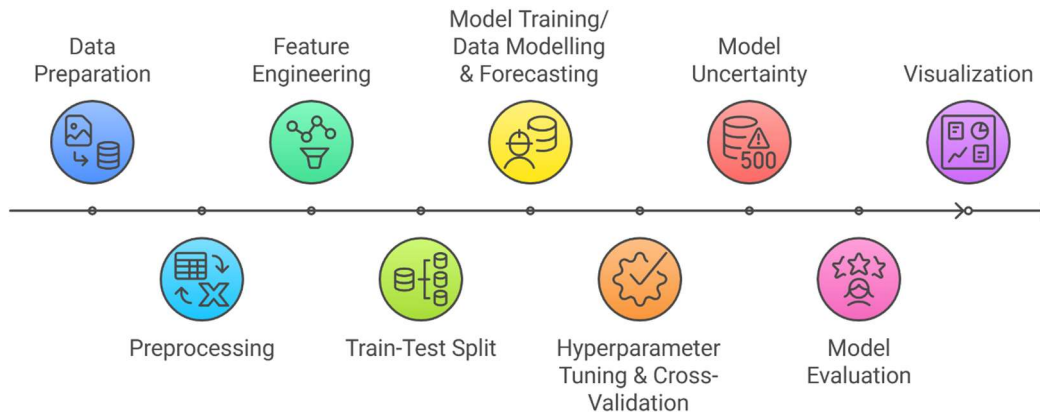 Data
Preparation
Preprocessing
Feature
Engineering
Train-Test Split
Model Training/
Data Modelling
& Forecasting
Hyperparameter
Tuning & Cross-
Validation
Model
Uncertainty
500
Model
Evaluation
Visualization